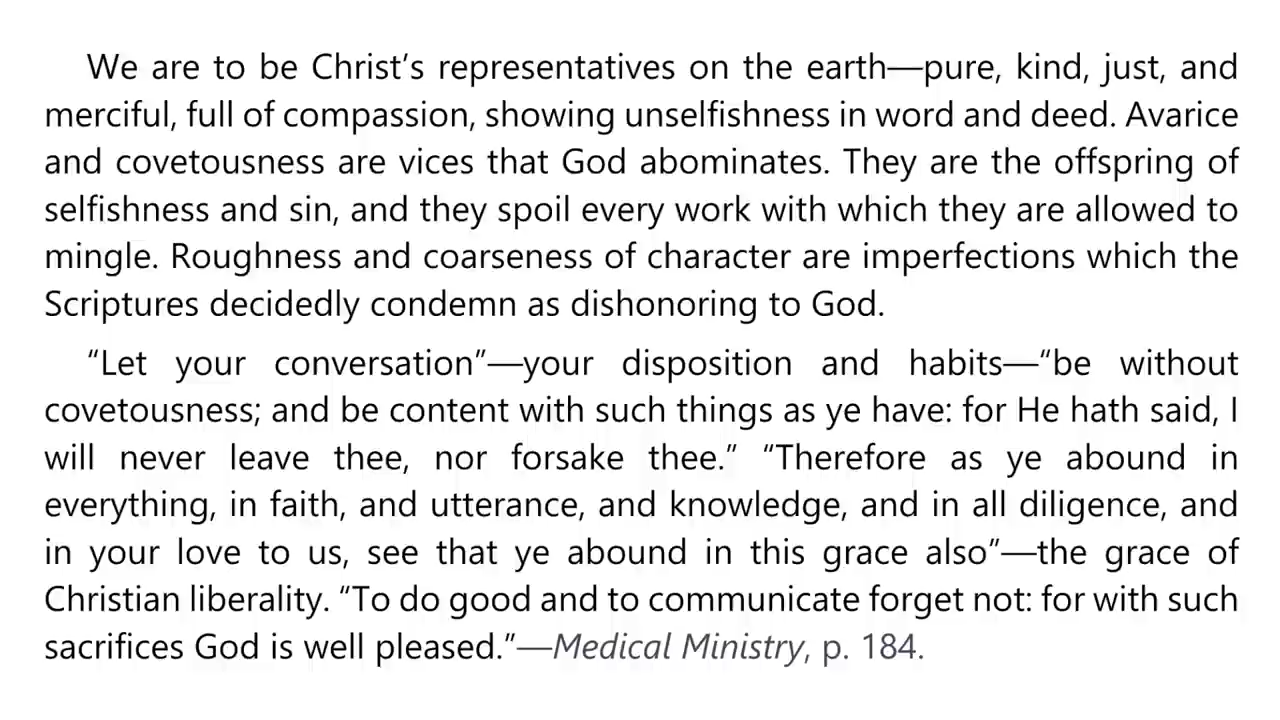 We are to be Christ’s representatives on the earth—pure, kind, just, and
merciful, full of compassion, showing unselfishness in word and deed. Avarice
and covetousness are vices that God abominates. They are the offspring of
selfishness and sin, and they spoil every work with which they are allowed to
mingle. Roughness and coarseness of character are imperfections which the
Scriptures decidedly condemn as dishonoring to God.
“Let your conversation”—your disposition and habits—“be without
covetousness; and be content with such things as ye have: for He hath said, I
will never leave thee, nor forsake thee.” “Therefore as ye abound in
everything, in faith, and utterance, and knowledge, and in all diligence, and
in your love to us, see that ye abound in this grace also”—the grace of
Christian liberality. “To do good and to communicate forget not: for with such
sacrifices God is well pleased.”—Medical Ministry, p. 184.